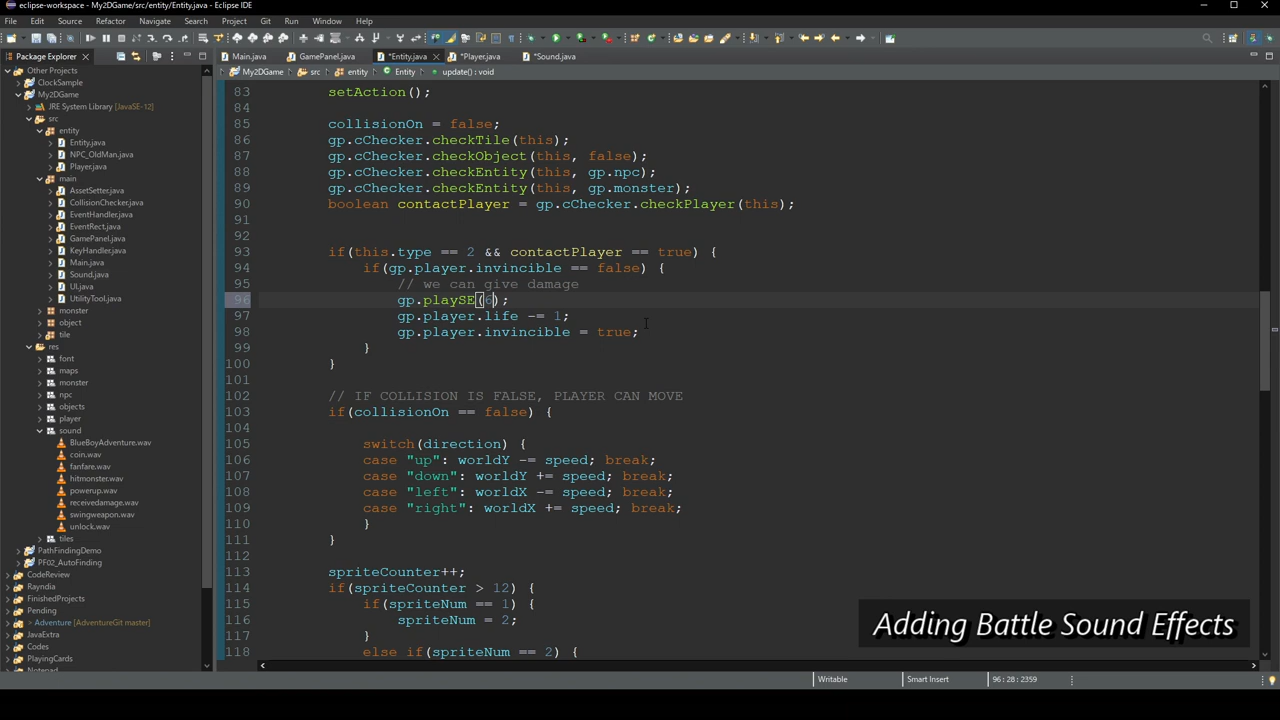 eclipse-workspace - My2DGame/src/entity/Entity.java - Eclipse IDE
File Edit Source Refactor Navigate Search Project Git Run Window Help
Package Explorer
Main.java GamePanel.java *Entity.java *Player.java *Sound.java
My2DGame src entity Entity update() : void
Other Projects
ClockSample
My2DGame
JRE System Library [JavaSE-12]
src
entity
Entity.java
NPC_OldMan.java
Player.java
main
AssetSetter.java
CollisionChecker.java
EventHandler.java
EventRect.java
GamePanel.java
KeyHandler.java
Main.java
Sound.java
UI.java
UtilityTool.java
monster
object
tile
res
font
maps
monster
npc
objects
player
sound
BlueBoyAdventure.wav
coin.wav
fanfare.wav
hitmonster.wav
powerup.wav
receivedamage.wav
swingweapon.wav
unlock.wav
tiles
PathFindingDemo
PF02_AutoFinding
CodeReview
Rayndia
FinishedProjects
Pending
> Adventure [AdventureGit master]
JavaExtra
Codes
PlayingCards
83 setAction();
84
85 collisionOn = false;
86 gp.cChecker.checkTile(this);
87 gp.cChecker.checkObject(this, false);
88 gp.cChecker.checkEntity(this, gp.npc);
89 gp.cChecker.checkEntity(this, gp.monster);
90 boolean contactPlayer = gp.cChecker.checkPlayer(this);
91
92
93 if(this.type == 2 && contactPlayer == true) {
94 if(gp.player.invincible == false) {
95 // we can give damage
96 gp.playSE(6);
97 gp.player.life -= 1;
98 gp.player.invincible = true;
99 }
100 }
101
102 // IF COLLISION IS FALSE, PLAYER CAN MOVE
103 if(collisionOn == false) {
104
105 switch(direction) {
106 case "up": worldY -= speed; break;
107 case "down": worldY += speed; break;
108 case "left": worldX -= speed; break;
109 case "right": worldX += speed; break;
110 }
111 }
112
113 spriteCounter++;
114 if(spriteCounter > 12) {
115 if(spriteNum == 1) {
116 spriteNum = 2;
117 }
118 else if(spriteNum == 2) {
Adding Battle Sound Effects
Writable Smart Insert 96 : 28 : 2359